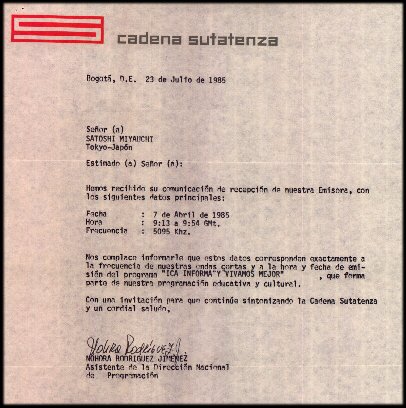 cadena sutatenza
Bogotá, D.E. 23 de Julio de 1985
Señor (a)
SATOSHI MIYAUCHI
Tokyo-Japón
Estimado (a) Señor (a):
Hemos recibido su comunicación de recepción de nuestra Emisora, con
los siguientes datos principales:
Fecha : 7 de Abril de 1985
Hora : 9:13 a 9:54 GMt.
Frecuencia : 5095 Khz.
Nos complace informarle que estos datos corresponden exactamente a
la frecuencia de nuestras ondas cortas y a la hora y fecha de emi-
sión del programa "ICA INFORMA"Y VIVAMOS MEJOR" , que forma
parte de nuestra programación educativa y cultural.
Con una invitación para que continúe sintonizando la Cadena Sutatenza
y un cordial saludo,
Nohora Rodríguez J.
NOHORA RODRIGUEZ JIMENEZ
Asistente de la Dirección Nacional
de Programación